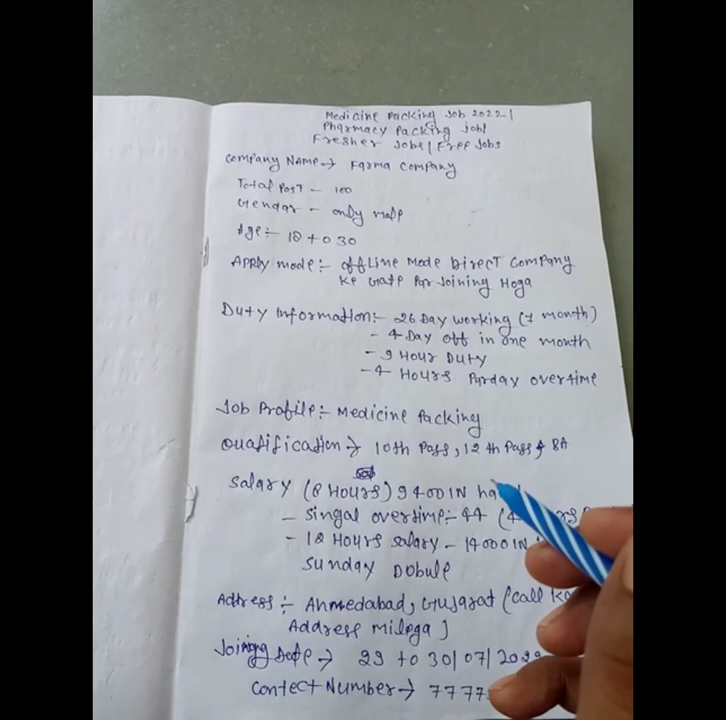 Medicine Packing Job 2022|
Pharmacy Packing Job|
Fresher Jobs|Free Jobs
Company Name→ Farma Company
Total Post - 100
Gendar - only male
Age:- 18 to 30
Apply mode:- offLine Mode Direct Company
Ke Gate Par Joining Hoga
Duty Information:- 26 Day working (1 month)
- 4 Day off in one month
- 9 Hour Duty
- 4 Hours Parday overtime
Job Profile:- Medicine Packing
Qualification→ 10th Pass, 12th Pass, BA
Salary (8 Hours) 9400 IN
- Singal overtime:- 44
- 12 Hours Salary - 14000 IN
Sunday Dobule
Address:- Ahmedabad, Gujarat (Call
Address Milega)
Joining Date→ 29 to 30/07/2022
Contect Number→ 7777